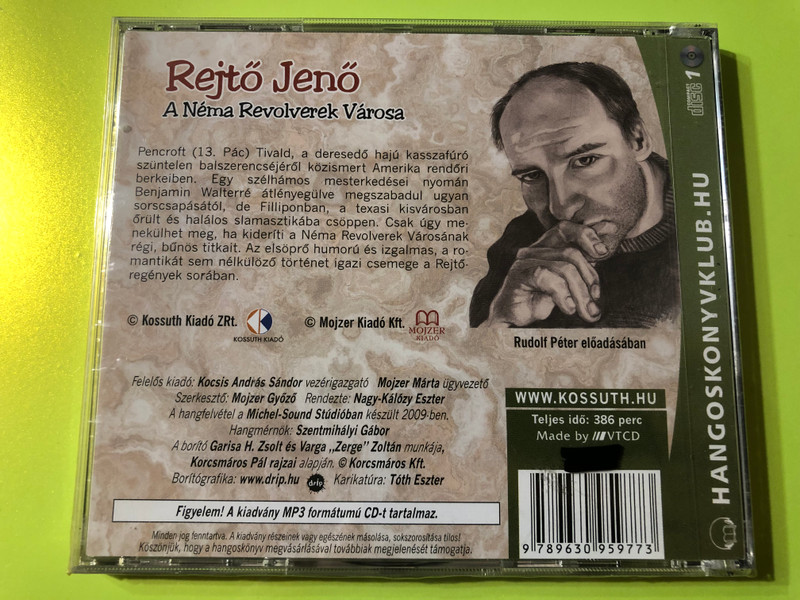 Rejtő Jenő
A Néma Revolverek Városa
Pencroft (13. Pác) Tivald, a deresedő hajú kasszafúró
szüntelen balszerencséjéről közismert Amerika rendőri
berkeiben. Egy szélhámos mesterkedései nyomán
Benjamin Walterré átlényegülve megszabadul ugyan
sorscsapásától, de Filliponban, a texasi kisvárosban
őrült és halálos slamasztikába csöppen. Csak úgy me-
nekülhet meg, ha kideríti a Néma Revolverek Városának
régi, bűnös titkait. Az elsöprő humorú és izgalmas, a ro-
mantikát sem nélkülöző történet igazi csemege a Rejtő-
regények sorában.
© Kossuth Kiadó ZRt.
KOSSUTH KIADÓ
© Mojzer Kiadó Kft.
MOJZER
KIADÓ
Rudolf Péter előadásában
Felelős kiadó: Kocsis András Sándor vezérigazgató Mojzer Márta ügyvezető
Szerkesztő: Mojzer Győző Rendezte: Nagy-Kálózy Eszter
A hangfelvétel a Michel-Sound Stúdióban készült 2009-ben.
Hangmérnök: Szentmihályi Gábor
A borító Garisa H. Zsolt és Varga „Zerge" Zoltán munkája,
Korcsmáros Pál rajzai alapján. © Korcsmáros Kft.
Borítógrafika: www.drip.hu drip Karikatúra: Tóth Eszter
Figyelem! A kiadvány MP3 formátumú CD-t tartalmaz.
Minden jog fenntartva. A kiadvány részeinek vagy egészének másolása, sokszorosítása tilos!
Köszönjük, hogy a hangoskönyv megvásárlásával továbbiak megjelenését támogatja.
WWW.KOSSUTH.HU
Teljes idő: 386 perc
Made by VTCD
9 789630 959773
COMPACT disc 1
HANGOSKONYVKLUB.HU